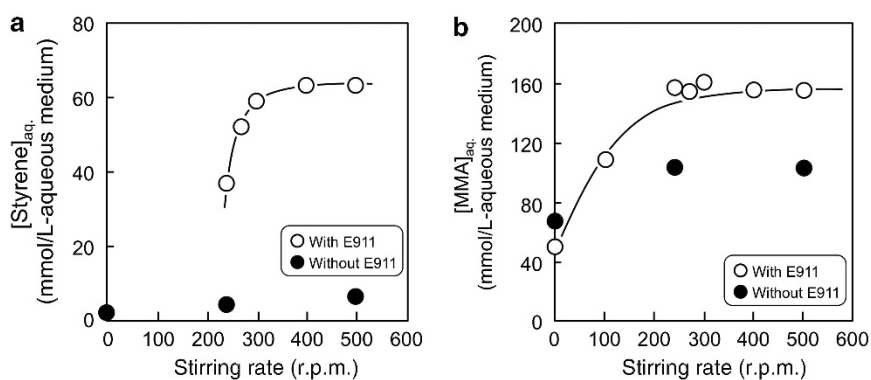 a
[Styrene]aq.
(mmol/L-aqueous medium)
80
60
40
20
0
With E911
Without E911
0 100 200 300 400 500 600
Stirring rate (r.p.m.)
b
[MMA]aq.
(mmol/L-aqueous medium)
200
160
120
80
40
0
With E911
Without E911
0 100 200 300 400 500 600
Stirring rate (r.p.m.)